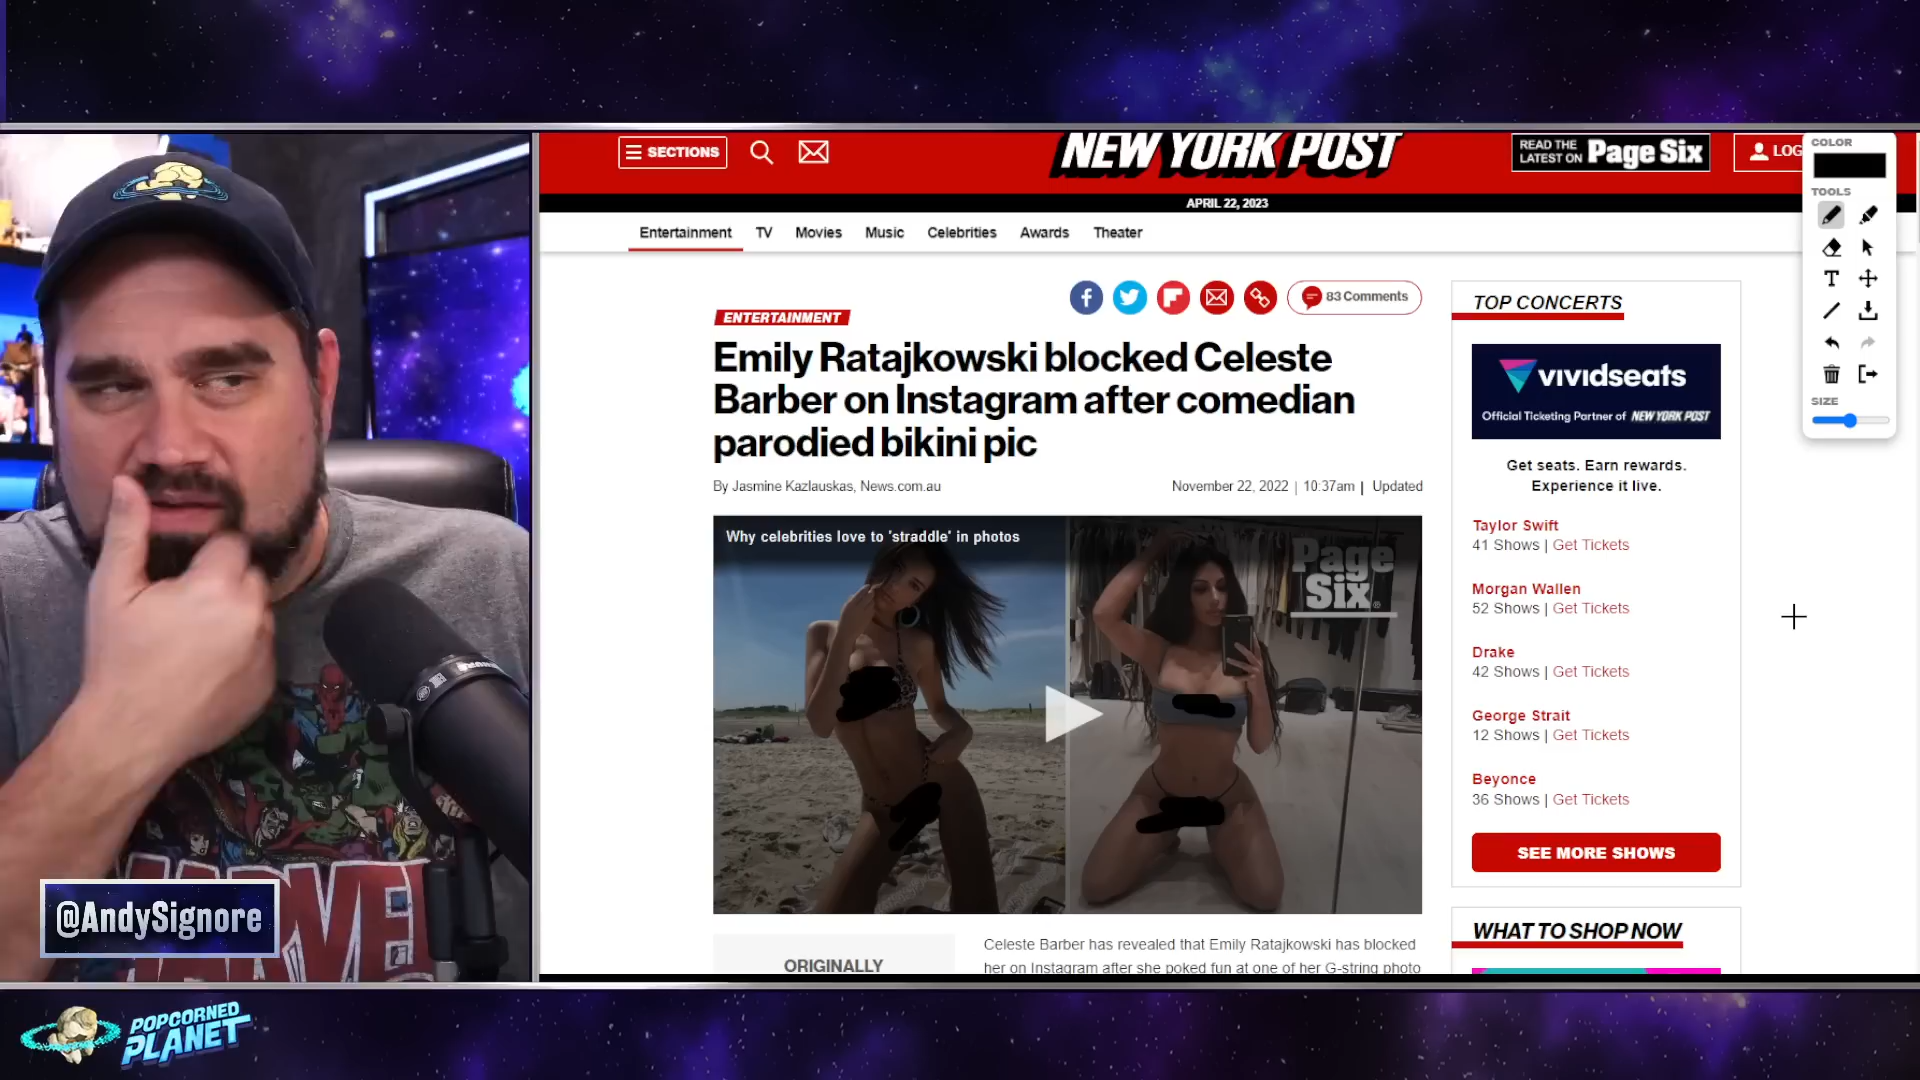 SECTIONS
NEW YORK POST
READ THE
LATEST ON
Page Six
LOG
APRIL 22, 2023
Entertainment
TV
Movies
Music
Celebrities
Awards
Theater
COLOR
TOOLS
T
SIZE
83 Comments
ENTERTAINMENT
Emily Ratajkowski blocked Celeste
Barber on Instagram after comedian
parodied bikini pic
By Jasmine Kazlauskas, News.com.au
November 22, 2022 | 10:37am | Updated
Why celebrities love to 'straddle' in photos
Page
Six
Celeste Barber has revealed that Emily Ratajkowski has blocked
her on Instagram after she poked fun at one of her G-string photo
ORIGINALLY
TOP CONCERTS
vividseats
Official Ticketing Partner of NEW YORK POST
Get seats. Earn rewards.
Experience it live.
Taylor Swift
41 Shows | Get Tickets
Morgan Wallen
52 Shows | Get Tickets
Drake
42 Shows | Get Tickets
George Strait
12 Shows | Get Tickets
Beyonce
36 Shows | Get Tickets
SEE MORE SHOWS
WHAT TO SHOP NOW
MARVEL
@AndySignore
POPCORNED
PLANET